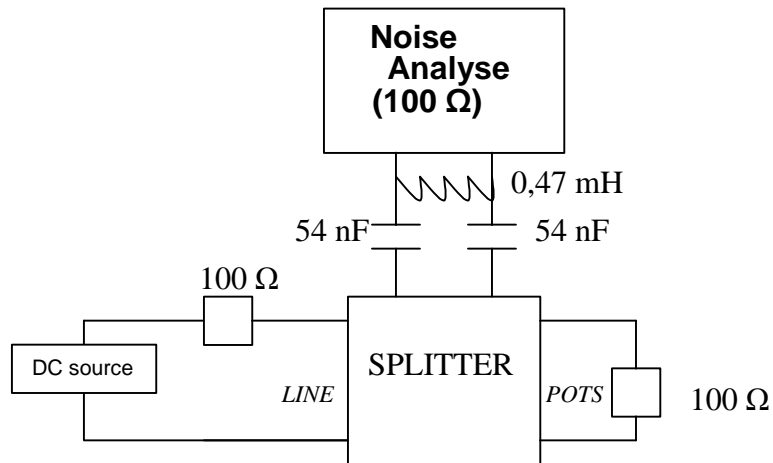 Noise
Analyse
(100 Ω)
0,47 mH
54 nF
54 nF
100 Ω
DC source
SPLITTER
LINE
POTS
100 Ω